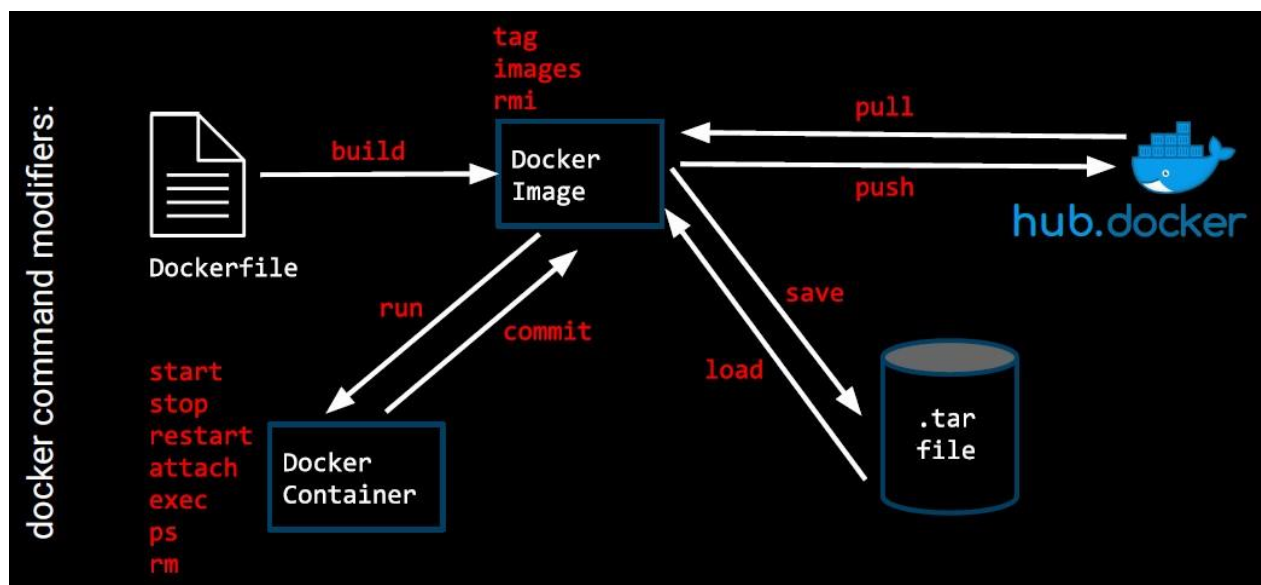 docker command modifiers:
tag
images
rmi
Dockerfile
build
Docker
Image
pull
push
hub.docker
run
commit
save
load
.tar
file
start
stop
restart
attach
exec
ps
rm
Docker
Container